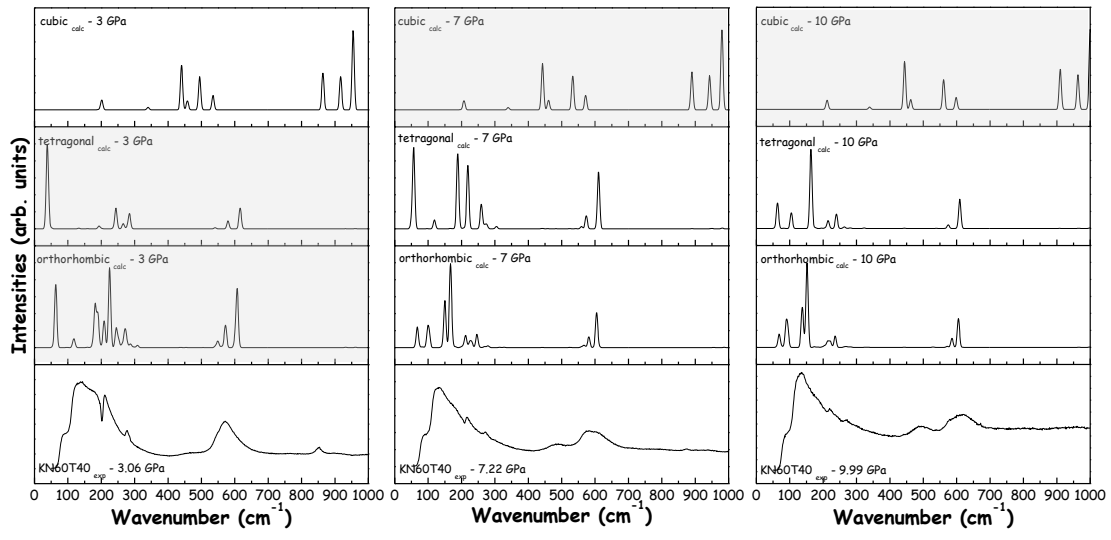 Intensities (arb. units)
cubic calc - 3 GPa
tetragonal calc - 3 GPa
orthorhombic calc - 3 GPa
KN60T40 exp - 3.06 GPa
0 100 200 300 400 500 600 700 800 900 1000
Wavenumber (cm⁻¹)
cubic calc - 7 GPa
tetragonal calc - 7 GPa
orthorhombic calc - 7 GPa
KN60T40 exp - 7.22 GPa
0 100 200 300 400 500 600 700 800 900 1000
Wavenumber (cm⁻¹)
cubic calc - 10 GPa
tetragonal calc - 10 GPa
orthorhombic calc - 10 GPa
KN60T40 exp - 9.99 GPa
0 100 200 300 400 500 600 700 800 900 1000
Wavenumber (cm⁻¹)